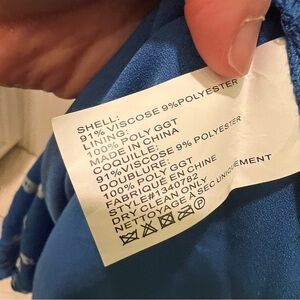 SHELL:
91% VISCOSE 9%POLYESTER
LINING:
100% POLY GGT
MADE IN CHINA
COQUILLE:
91%VISCOSE 9% POLYESTER
DOUBLURE:
100% POLY GGT
FABRIQUÉ EN CHINE
STYLE#1340782
DRY CLEAN ONLY
NETTOYAGE A SEC UNIQUEMENT
P